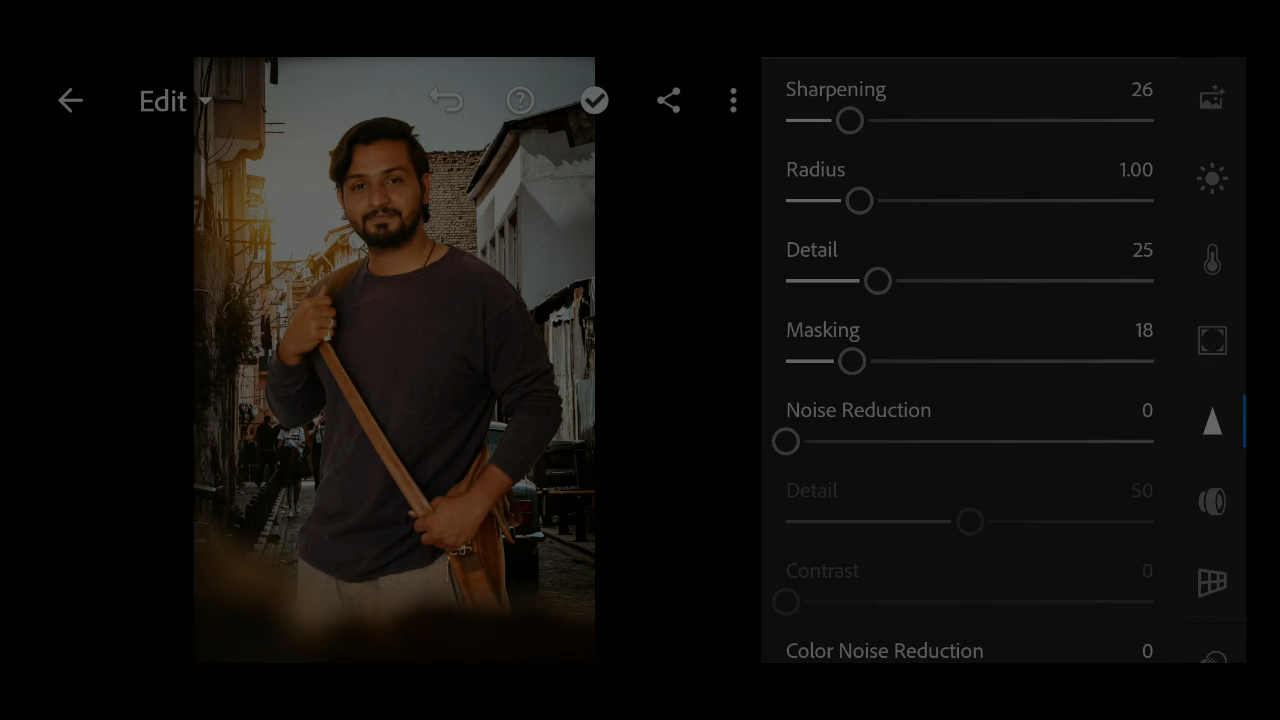 Edit
Sharpening 26
Radius 1.00
Detail 25
Masking 18
Noise Reduction 0
Detail 50
Contrast 0
Color Noise Reduction 0